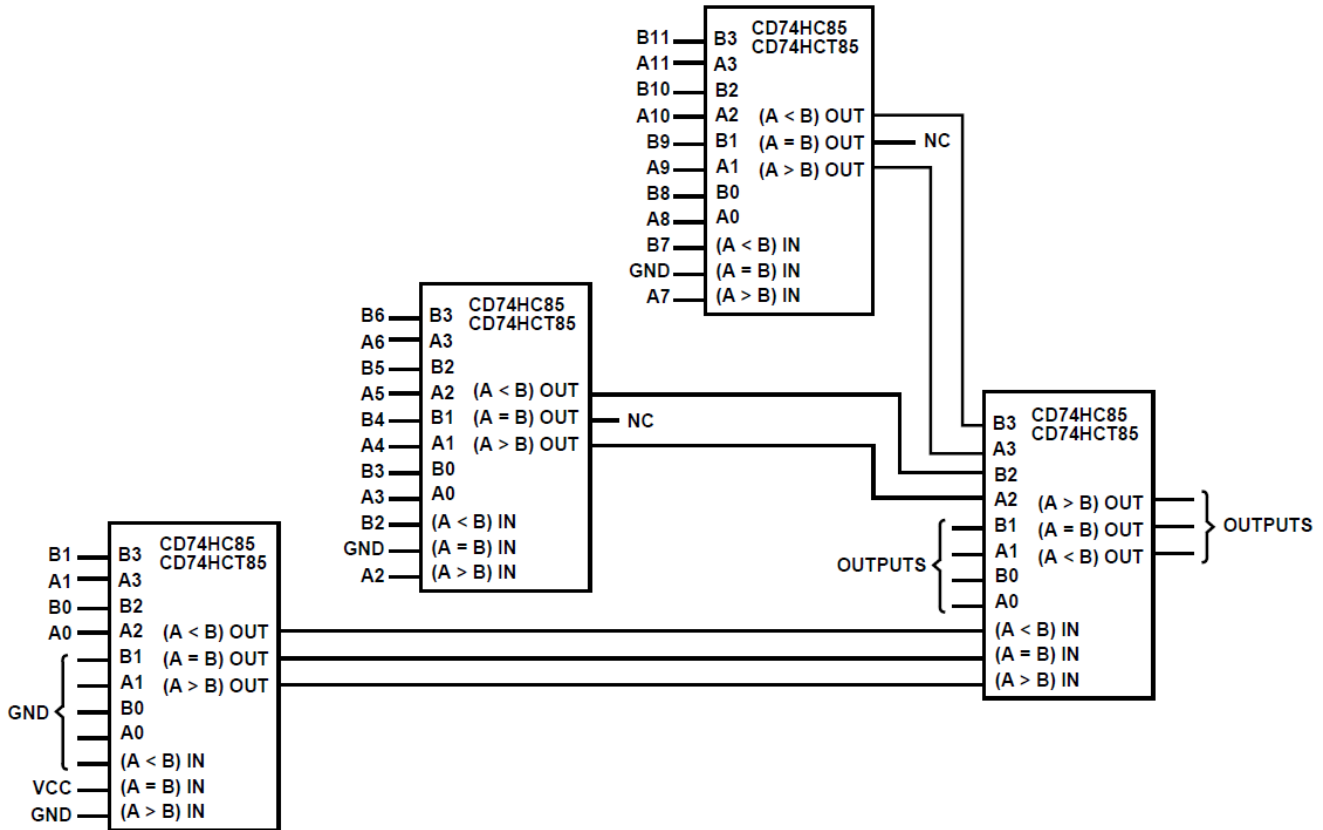 CD74HC85
CD74HCT85
B11 B3
A11 A3
B10 B2
A10 A2 (A < B) OUT
B9 B1 (A = B) OUT NC
A9 A1 (A > B) OUT
B8 B0
A8 A0
B7 (A < B) IN
GND (A = B) IN
A7 (A > B) IN
CD74HC85
CD74HCT85
B6 B3
A6 A3
B5 B2
A5 A2 (A < B) OUT
B4 B1 (A = B) OUT NC
A4 A1 (A > B) OUT
B3 B0
A3 A0
B2 (A < B) IN
GND (A = B) IN
A2 (A > B) IN
CD74HC85
CD74HCT85
B1 B3
A1 A3
B0 B2
A0 A2 (A < B) OUT
B1 (A = B) OUT
A1 (A > B) OUT
GND B0
A0
(A < B) IN
VCC (A = B) IN
GND (A > B) IN
CD74HC85
CD74HCT85
B3
A3
B2
A2 (A > B) OUT
B1 (A = B) OUT OUTPUTS
OUTPUTS A1 (A < B) OUT
B0
A0
(A < B) IN
(A = B) IN
(A > B) IN